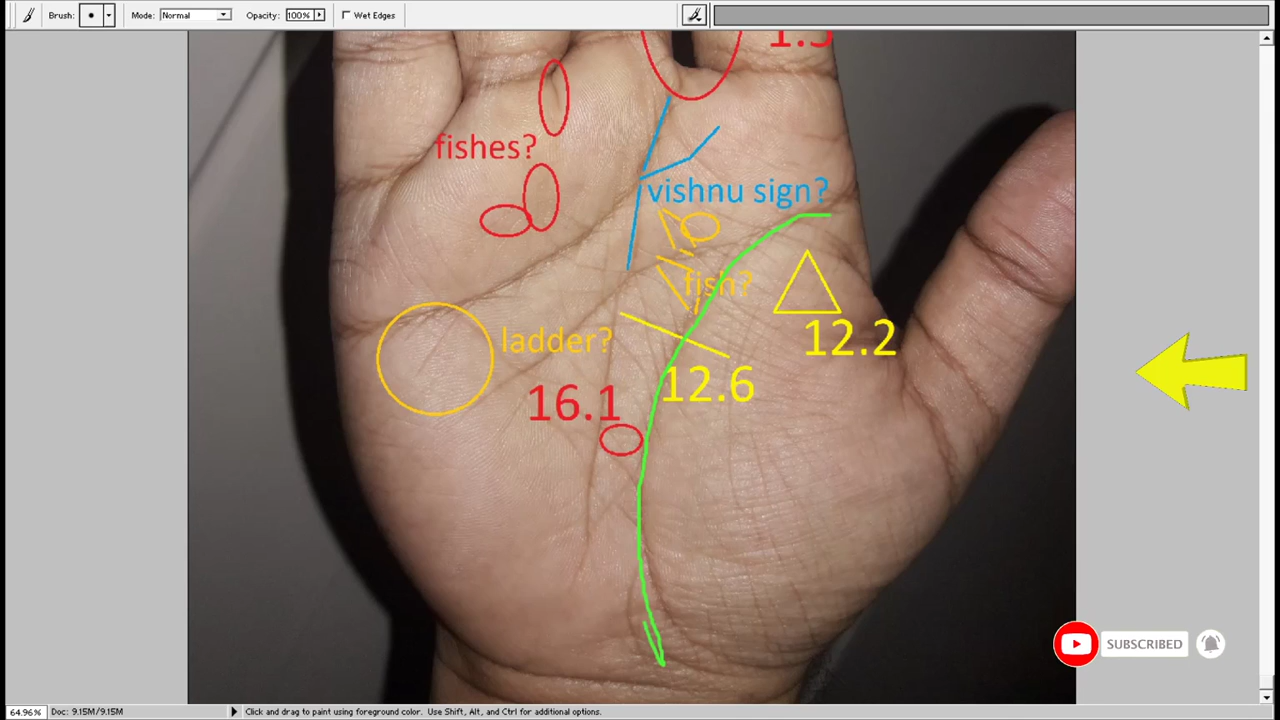 Brush:
Mode: Normal
Opacity: 100%
Wet Edges
fishes?
vishnu sign?
fish?
12.2
ladder?
12.6
16.1
SUBSCRIBED
64.96%
Doc: 9.15M/9.15M
Click and drag to paint using foreground color. Use Shift, Alt, and Ctrl for additional options.